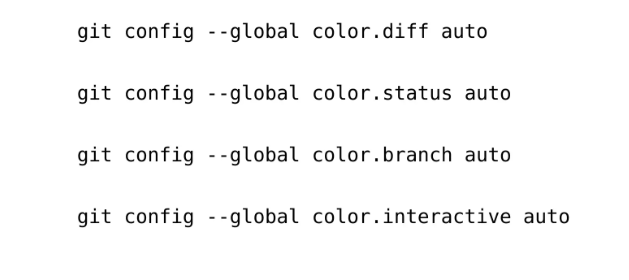 git config --global color.diff auto
git config --global color.status auto
git config --global color.branch auto
git config --global color.interactive auto